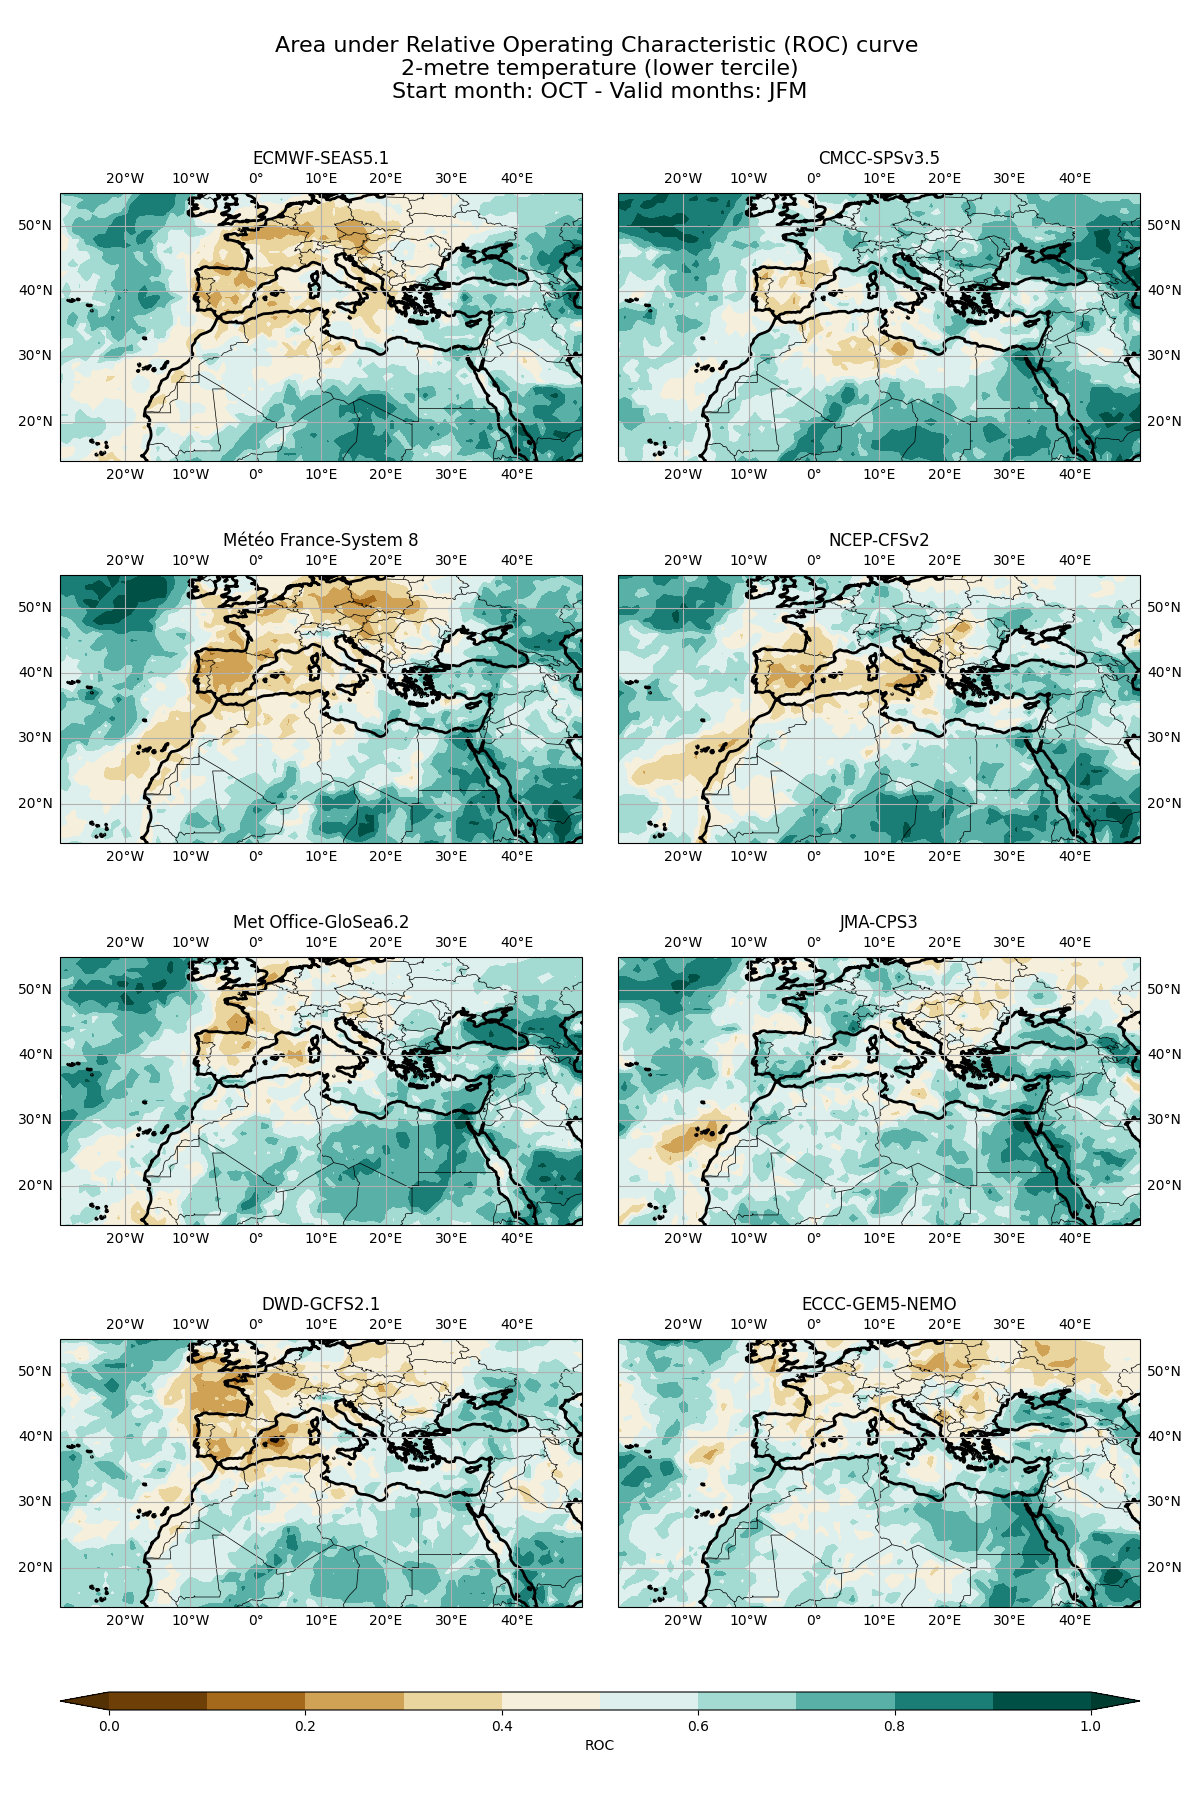 Area under Relative Operating Characteristic (ROC) curve
2-metre temperature (lower tercile)
Start month: OCT - Valid months: JFM
ECMWF-SEAS5.1
20°W 10°W 0° 10°E 20°E 30°E 40°E
50°N
40°N
30°N
20°N
20°W 10°W 0° 10°E 20°E 30°E 40°E
CMCC-SPSv3.5
20°W 10°W 0° 10°E 20°E 30°E 40°E
50°N
40°N
30°N
20°N
20°W 10°W 0° 10°E 20°E 30°E 40°E
Météo France-System 8
20°W 10°W 0° 10°E 20°E 30°E 40°E
50°N
40°N
30°N
20°N
20°W 10°W 0° 10°E 20°E 30°E 40°E
NCEP-CFSv2
20°W 10°W 0° 10°E 20°E 30°E 40°E
50°N
40°N
30°N
20°N
20°W 10°W 0° 10°E 20°E 30°E 40°E
Met Office-GloSea6.2
20°W 10°W 0° 10°E 20°E 30°E 40°E
50°N
40°N
30°N
20°N
20°W 10°W 0° 10°E 20°E 30°E 40°E
JMA-CPS3
20°W 10°W 0° 10°E 20°E 30°E 40°E
50°N
40°N
30°N
20°N
20°W 10°W 0° 10°E 20°E 30°E 40°E
DWD-GCFS2.1
20°W 10°W 0° 10°E 20°E 30°E 40°E
50°N
40°N
30°N
20°N
20°W 10°W 0° 10°E 20°E 30°E 40°E
ECCC-GEM5-NEMO
20°W 10°W 0° 10°E 20°E 30°E 40°E
50°N
40°N
30°N
20°N
20°W 10°W 0° 10°E 20°E 30°E 40°E
0.0 0.2 0.4 0.6 0.8 1.0
ROC